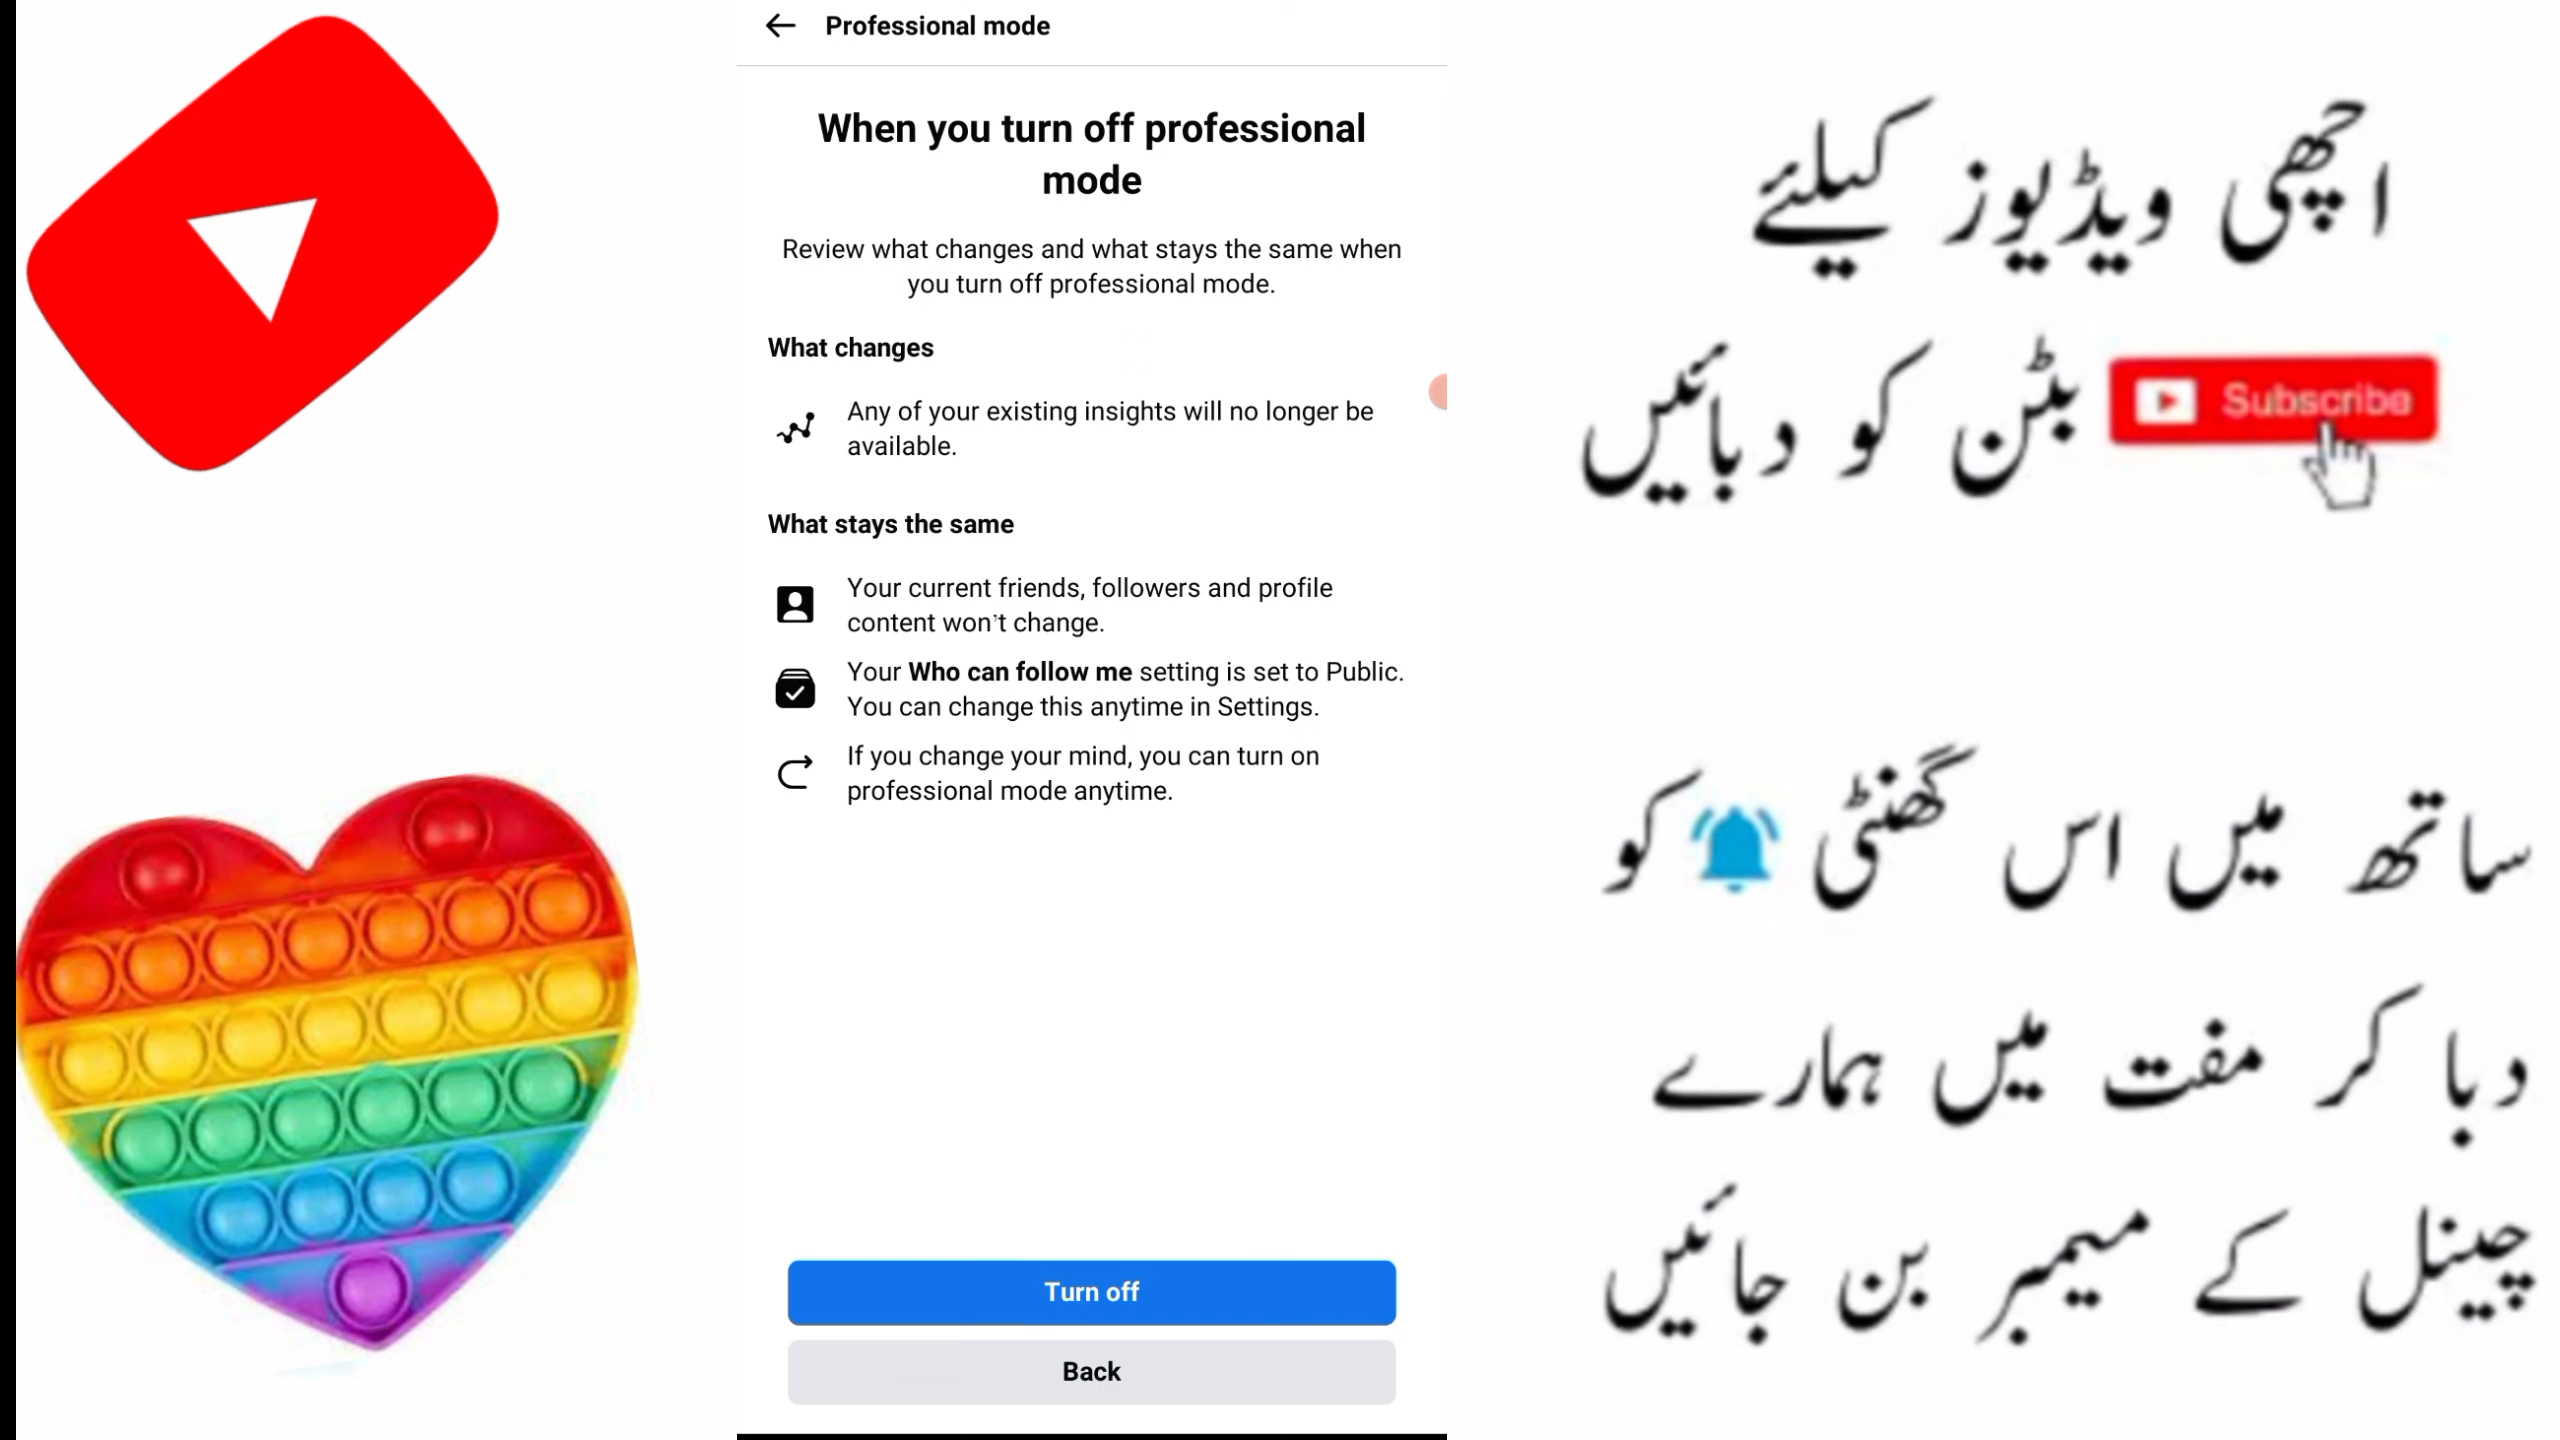 Professional mode
When you turn off professional
mode
Review what changes and what stays the same when
you turn off professional mode.
What changes
Any of your existing insights will no longer be
available.
What stays the same
Your current friends, followers and profile
content won't change.
Your Who can follow me setting is set to Public.
You can change this anytime in Settings.
If you change your mind, you can turn on
professional mode anytime.
Turn off
Back
اچھی ویڈیوز کیلئے
Subscribe بٹن کو دبائیں
ساتھ میں اس گھنٹی کو
دبا کر مفت میں ہمارے
چینل کے میمبر بن جائیں